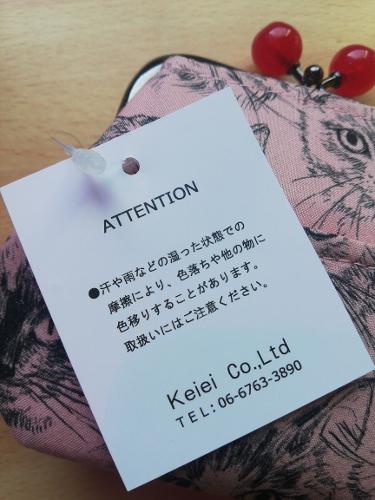 ATTENTION
●汗や雨などの湿った状態での
摩擦により、色落ちや他の物に
色移りすることがあります。
取扱いにはご注意ください。
Keiei Co.,Ltd
TEL:06-6763-3890